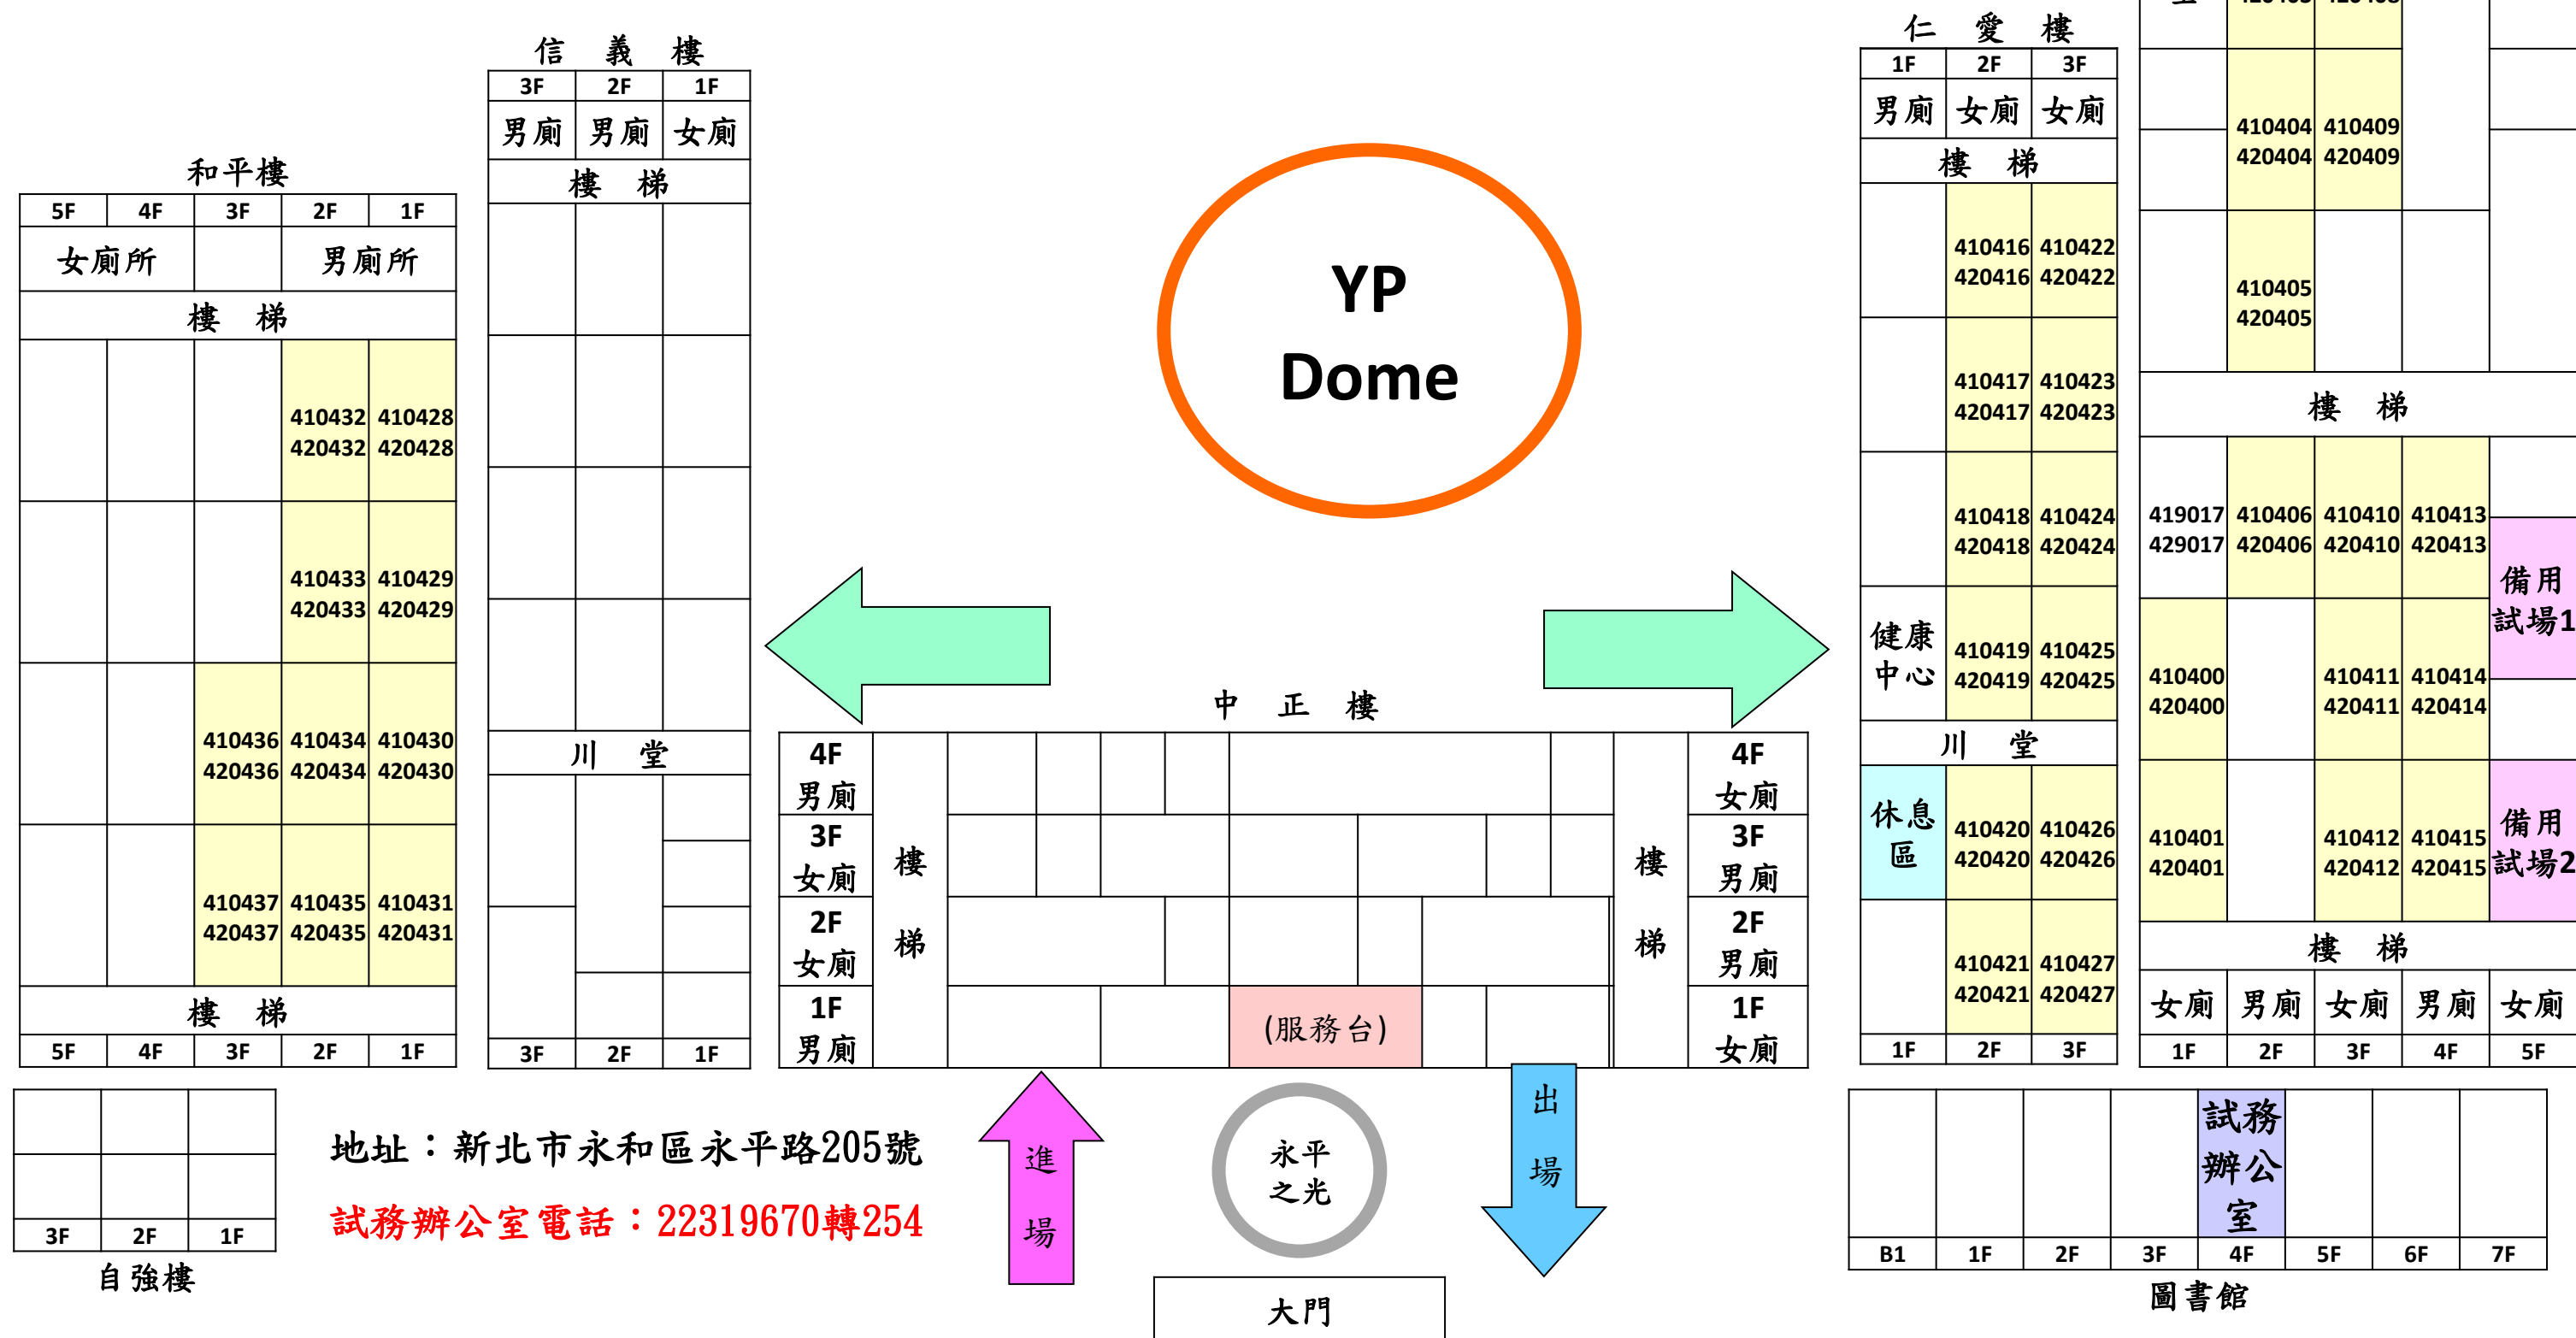 信 義 樓
3F 2F 1F
男廁 男廁 女廁
樓 梯
川 堂
3F 2F 1F
和平樓
5F 4F 3F 2F 1F
女廁所 男廁所
樓 梯
410432 410428
420432 420428
410433 410429
420433 420429
410436 410434 410430
420436 420434 420430
410437 410435 410431
420437 420435 420431
樓 梯
5F 4F 3F 2F 1F
3F 2F 1F
自強樓
地址：新北市永和區永平路205號
試務辦公室電話：22319670轉254
YP
Dome
中 正 樓
4F
男廁
3F
女廁
2F
女廁
1F
男廁
樓
梯
(服務台)
樓
梯
4F
女廁
3F
男廁
2F
男廁
1F
女廁
進
場
永平
之光
出
場
大門
仁 愛 樓
1F 2F 3F
男廁 女廁 女廁
樓 梯
410416 410422
420416 420422
410417 410423
420417 420423
410418 410424
420418 420424
健康
中心
410419 410425
420419 420425
川 堂
休息
區
410420 410426
420420 420426
410421 410427
420421 420427
1F 2F 3F
410404 410409
420404 420409
410405
420405
樓 梯
419017 410406 410410 410413
429017 420406 420410 420413
備用
試場1
410400 410411 410414
420400 420411 420414
410401 410412 410415
420401 420412 420415
備用
試場2
樓 梯
女廁 男廁 女廁 男廁 女廁
1F 2F 3F 4F 5F
試務
辦公
室
B1 1F 2F 3F 4F 5F 6F 7F
圖書館